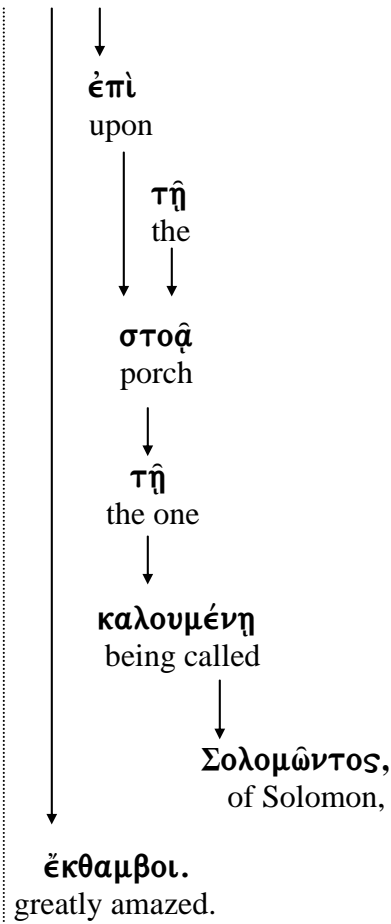 ἐπὶ
upon
τῇ
the
στοᾷ
porch
τῇ
the one
καλουμένῃ
being called
Σολομῶντος,
of Solomon,
ἔκθαμβοι.
greatly amazed.